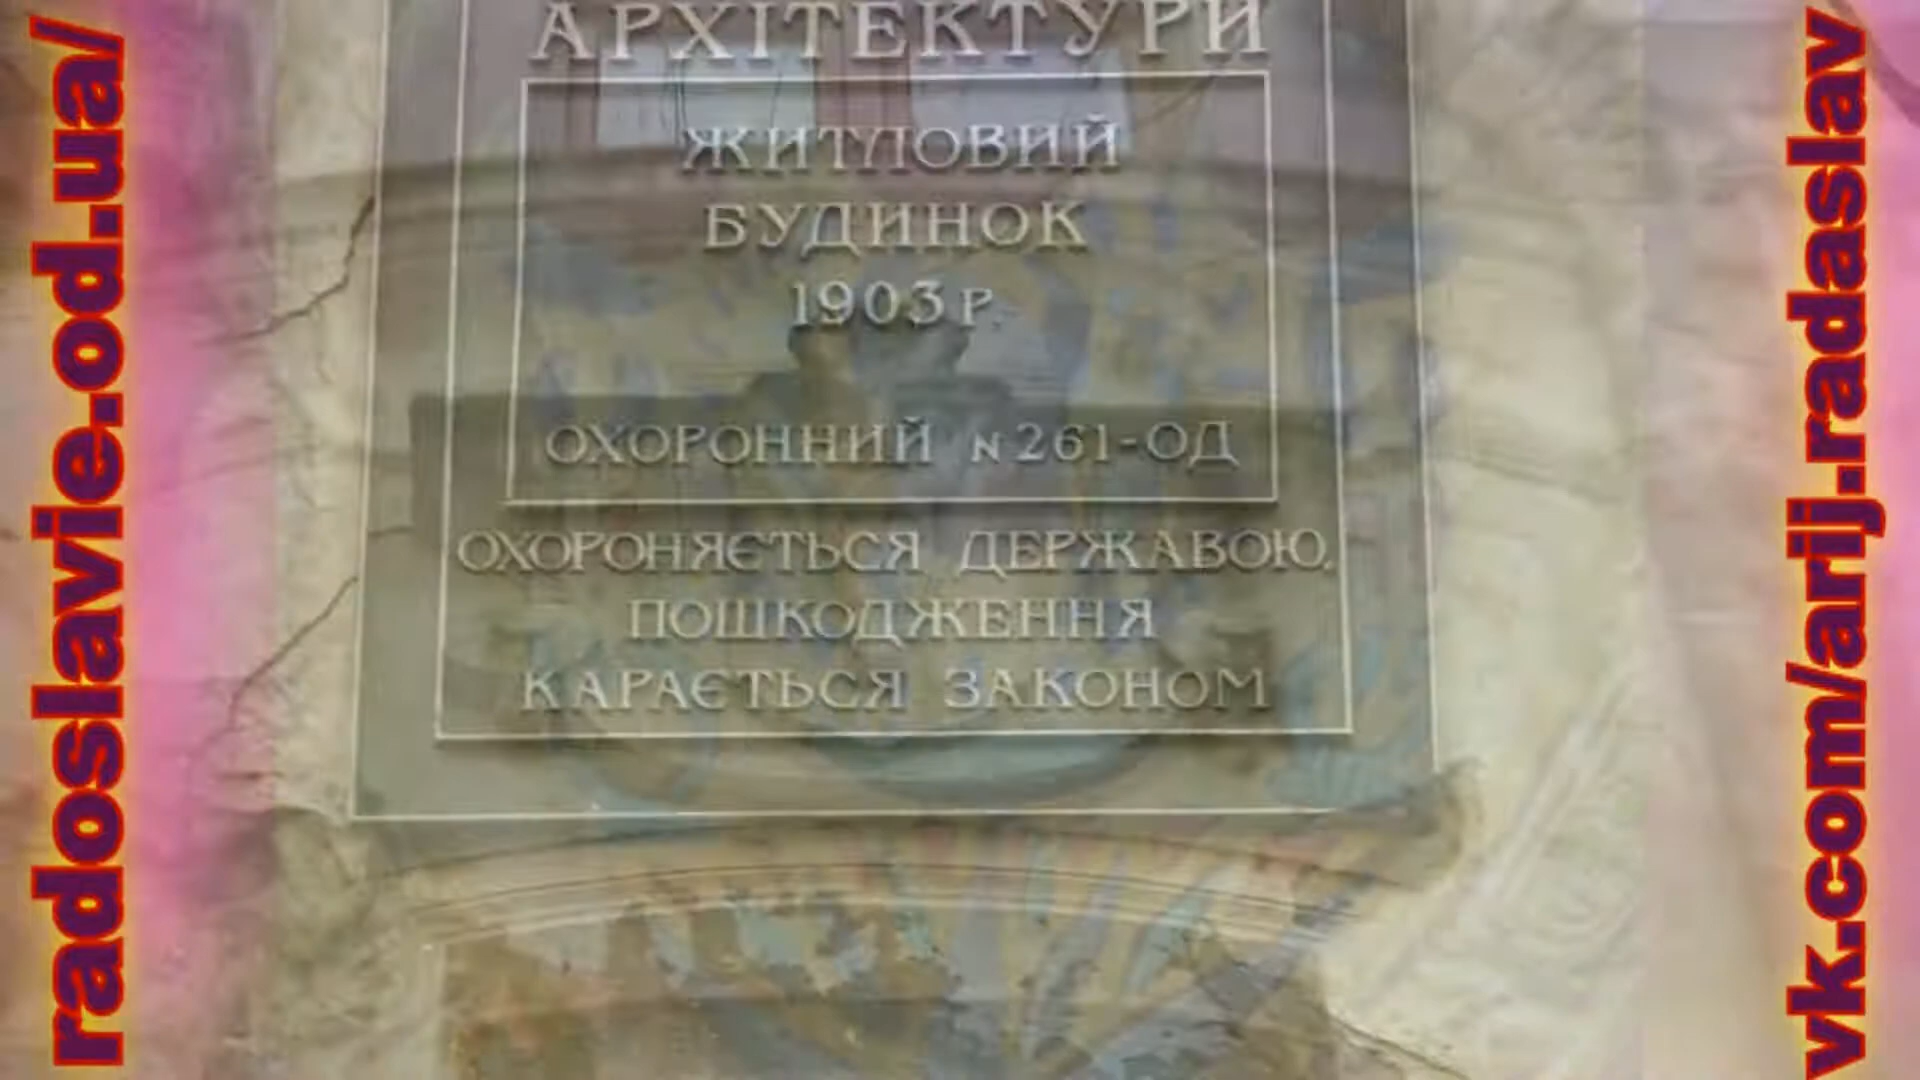 АРХІТЕКТУРИ
ЖИТЛОВИЙ
БУДИНОК
1903 Р.
ОХОРОННИЙ N 261-ОД
ОХОРОНЯЄТЬСЯ ДЕРЖАВОЮ.
ПОШКОДЖЕННЯ
КАРАЄТЬСЯ ЗАКОНОМ
radoslavie.od.ua/
vk.com/arij.radaslav